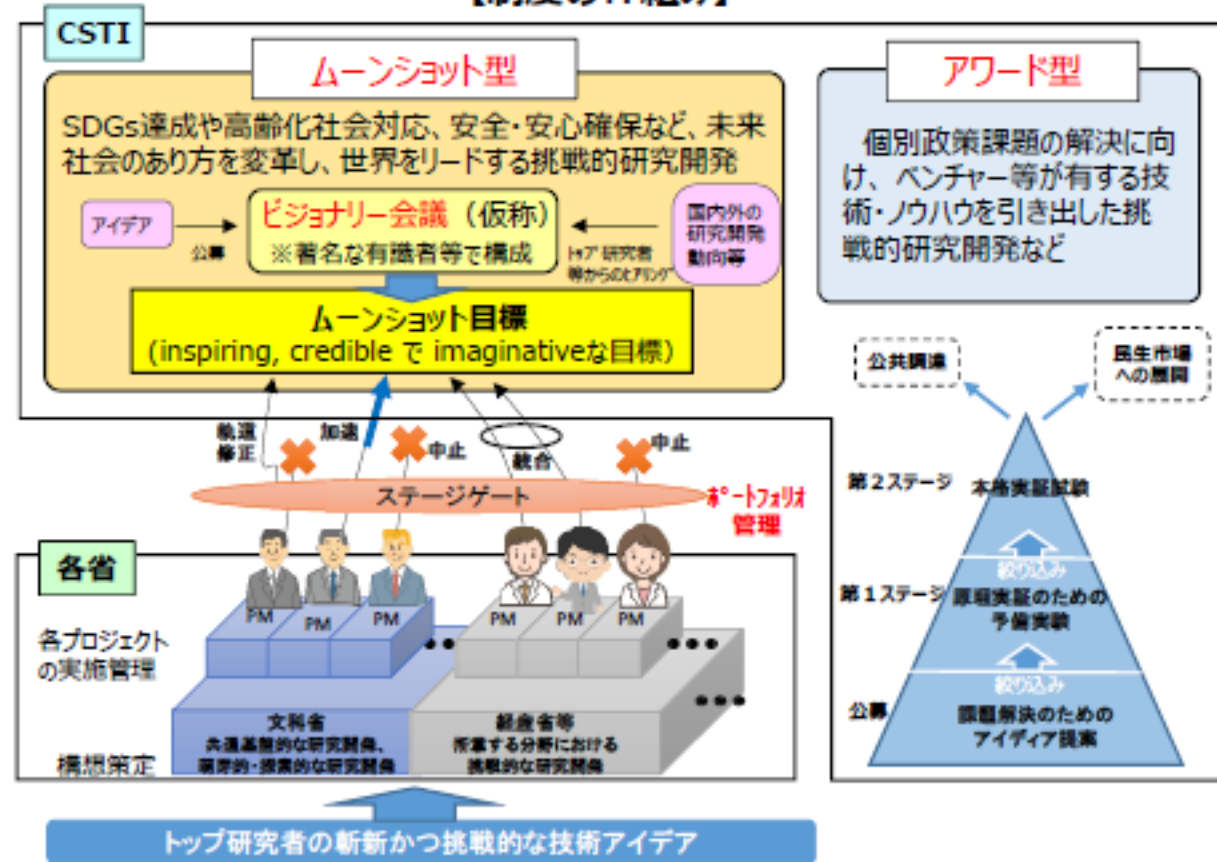 【制度の仕組み】
CSTI
ムーンショット型
SDGs達成や高齢化社会対応、安全・安心確保など、未来
社会のあり方を変革し、世界をリードする挑戦的研究開発
アイデア
公募
ビジョナリー会議（仮称）
※著名な有識者等で構成
トップ研究者
等からのヒアリング
国内外の
研究開発
動向等
ムーンショット目標
(inspiring, credible で imaginativeな目標)
軌道
修正
加速
中止
統合
中止
ステージゲート
ポートフォリオ
管理
各省
PM
PM
PM
PM
PM
PM
各プロジェクト
の実施管理
•••
•••
•••
文科省
共通基盤的な研究開発、
萌芽的・探索的な研究開発
経産省等
所掌する分野における
挑戦的な研究開発
構想策定
トップ研究者の斬新かつ挑戦的な技術アイデア
アワード型
個別政策課題の解決に向
け、ベンチャー等が有する技
術・ノウハウを引き出した挑
戦的研究開発など
公共調達
民生市場
への展開
第２ステージ
本格実証試験
絞り込み
第１ステージ
原理実証のための
予備実験
絞り込み
公募
課題解決のための
アイディア提案